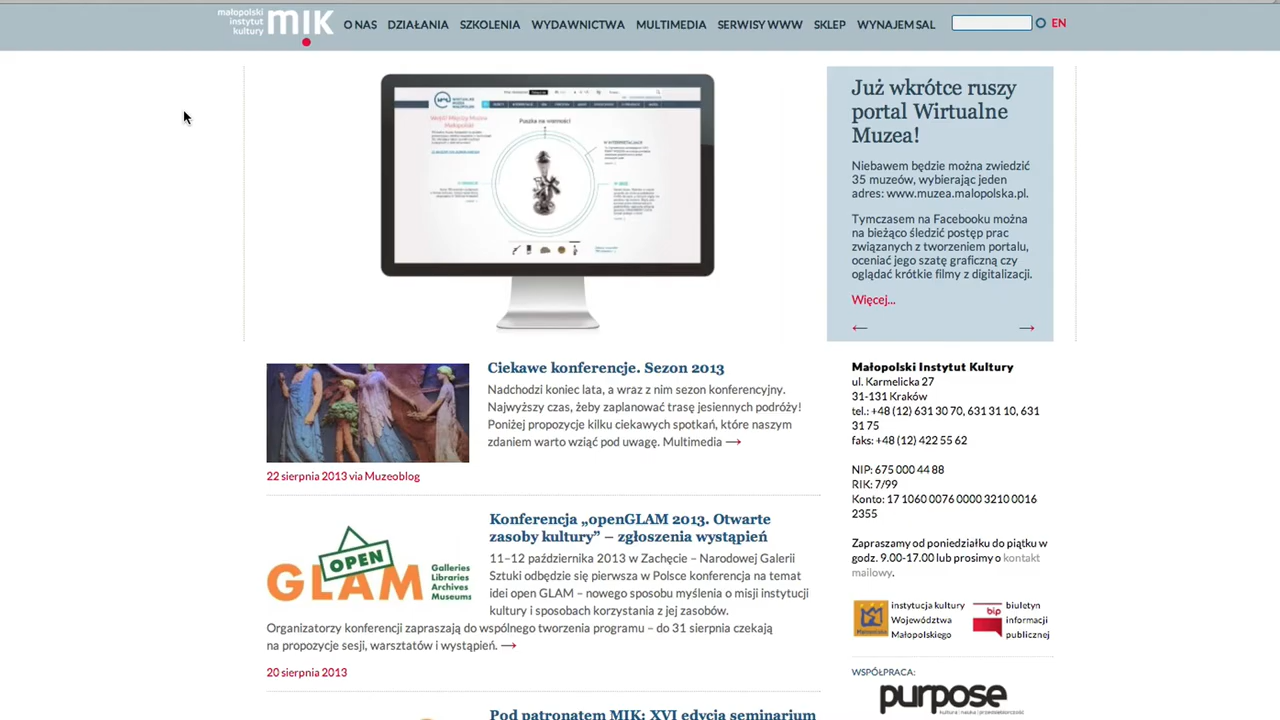 małopolski
instytut
kultury
mik
O NAS DZIAŁANIA SZKOLENIA WYDAWNICTWA MULTIMEDIA SERWISY WWW SKLEP WYNAJEM SAL EN
Puszka na wierności
Już wkrótce ruszy
portal Wirtualne
Muzea!
Niebawem będzie można zwiedzić
35 muzeów, wybierając jeden
adres: www.muzea.malopolska.pl.
Tymczasem na Facebooku można
na bieżąco śledzić postęp prac
związanych z tworzeniem portalu,
oceniać jego szatę graficzną czy
oglądać krótkie filmy z digitalizacji.
Więcej...
← →
Ciekawe konferencje. Sezon 2013
Nadchodzi koniec lata, a wraz z nim sezon konferencyjny.
Najwyższy czas, żeby zaplanować trasę jesiennych podróży!
Poniżej propozycje kilku ciekawych spotkań, które naszym
zdaniem warto wziąć pod uwagę. Multimedia →
22 sierpnia 2013 via Muzeoblog
OPEN
GLAM
Galleries
Libraries
Archives
Museums
Konferencja „openGLAM 2013. Otwarte
zasoby kultury” – zgłoszenia wystąpień
11–12 października 2013 w Zachęcie – Narodowej Galerii
Sztuki odbędzie się pierwsza w Polsce konferencja na temat
idei open GLAM – nowego sposobu myślenia o misji instytucji
kultury i sposobach korzystania z jej zasobów.
Organizatorzy konferencji zapraszają do wspólnego tworzenia programu – do 31 sierpnia czekają
na propozycje sesji, warsztatów i wystąpień. →
20 sierpnia 2013
Pod patronatem MIK: XVI edycja seminarium
Małopolski Instytut Kultury
ul. Karmelicka 27
31-131 Kraków
tel.: +48 (12) 631 30 70, 631 31 10, 631
31 75
faks: +48 (12) 422 55 62
NIP: 675 000 44 88
RIK: 7/99
Konto: 17 1060 0076 0000 3210 0016
2355
Zapraszamy od poniedziałku do piątku w
godz. 9.00-17.00 lub prosimy o kontakt
mailowy.
instytucja kultury
Województwa
Małopolskiego
bip
biuletyn
informacji
publicznej
WSPÓŁPRACA:
purpose
kultura | nauka | przedsiębiorczość